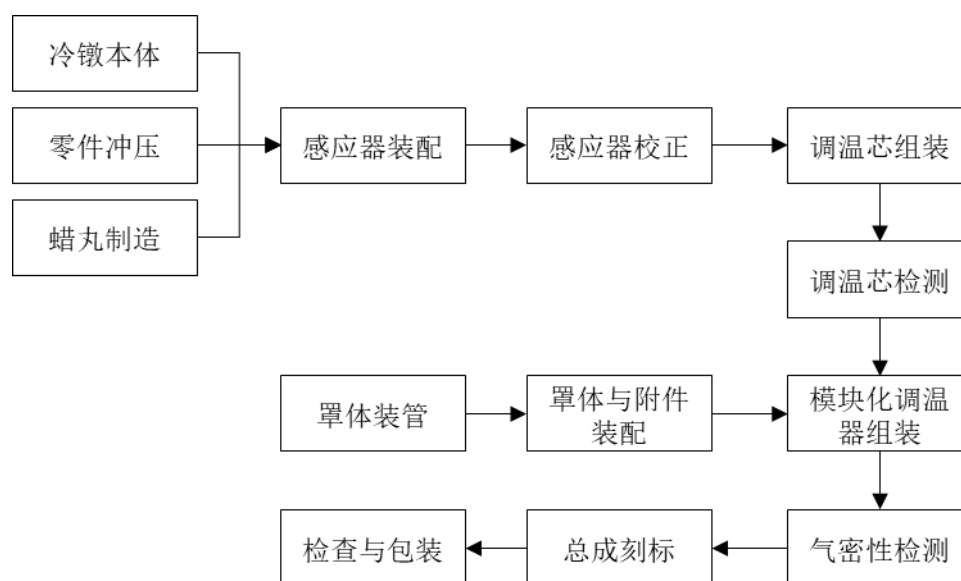 冷镦本体
零件冲压
感应器装配
感应器校正
调温芯组装
蜡丸制造
调温芯检测
罩体装管
罩体与附件
装配
模块化调温
器组装
检查与包装
总成刻标
气密性检测